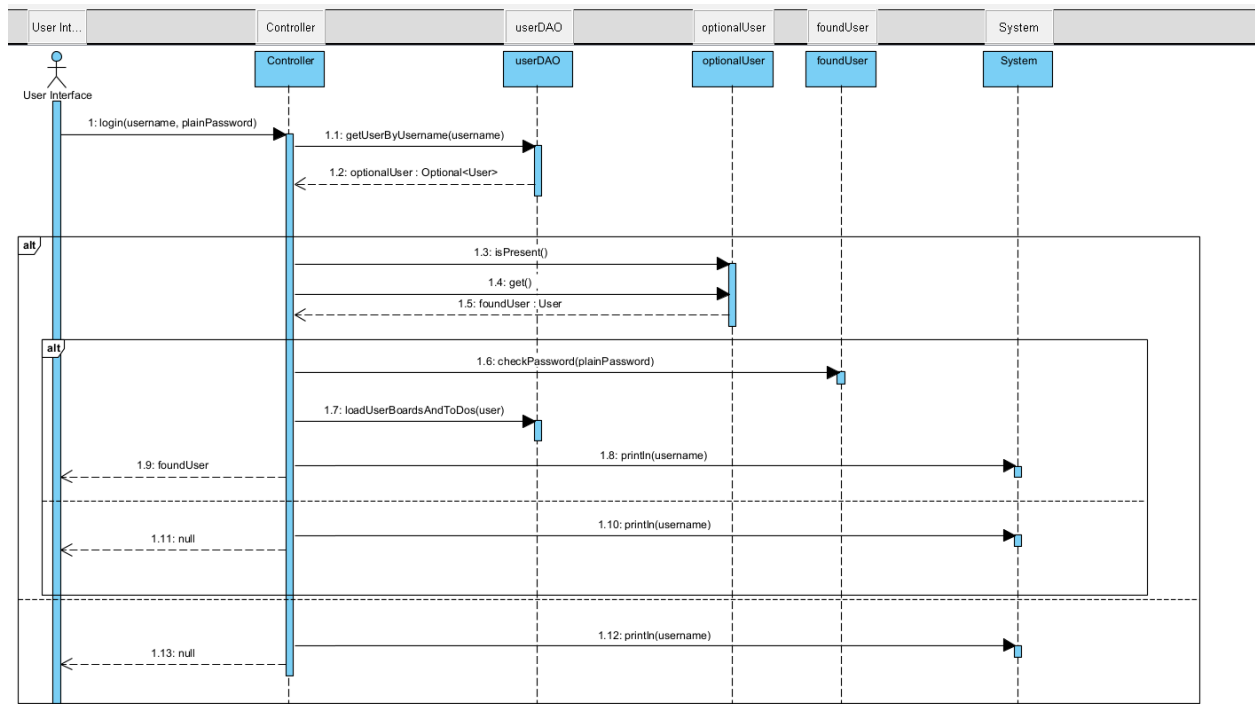 User Int...
Controller
userDAO
optionalUser
foundUser
System
Controller
userDAO
optionalUser
foundUser
System
User Interface
1: login(username, plainPassword)
1.1: getUserByUsername(username)
1.2: optionalUser : Optional<User>
alt
1.3: isPresent()
1.4: get()
1.5: foundUser : User
alt
1.6: checkPassword(plainPassword)
1.7: loadUserBoardsAndToDos(user)
1.8: println(username)
1.9: foundUser
1.10: println(username)
1.11: null
1.12: println(username)
1.13: null